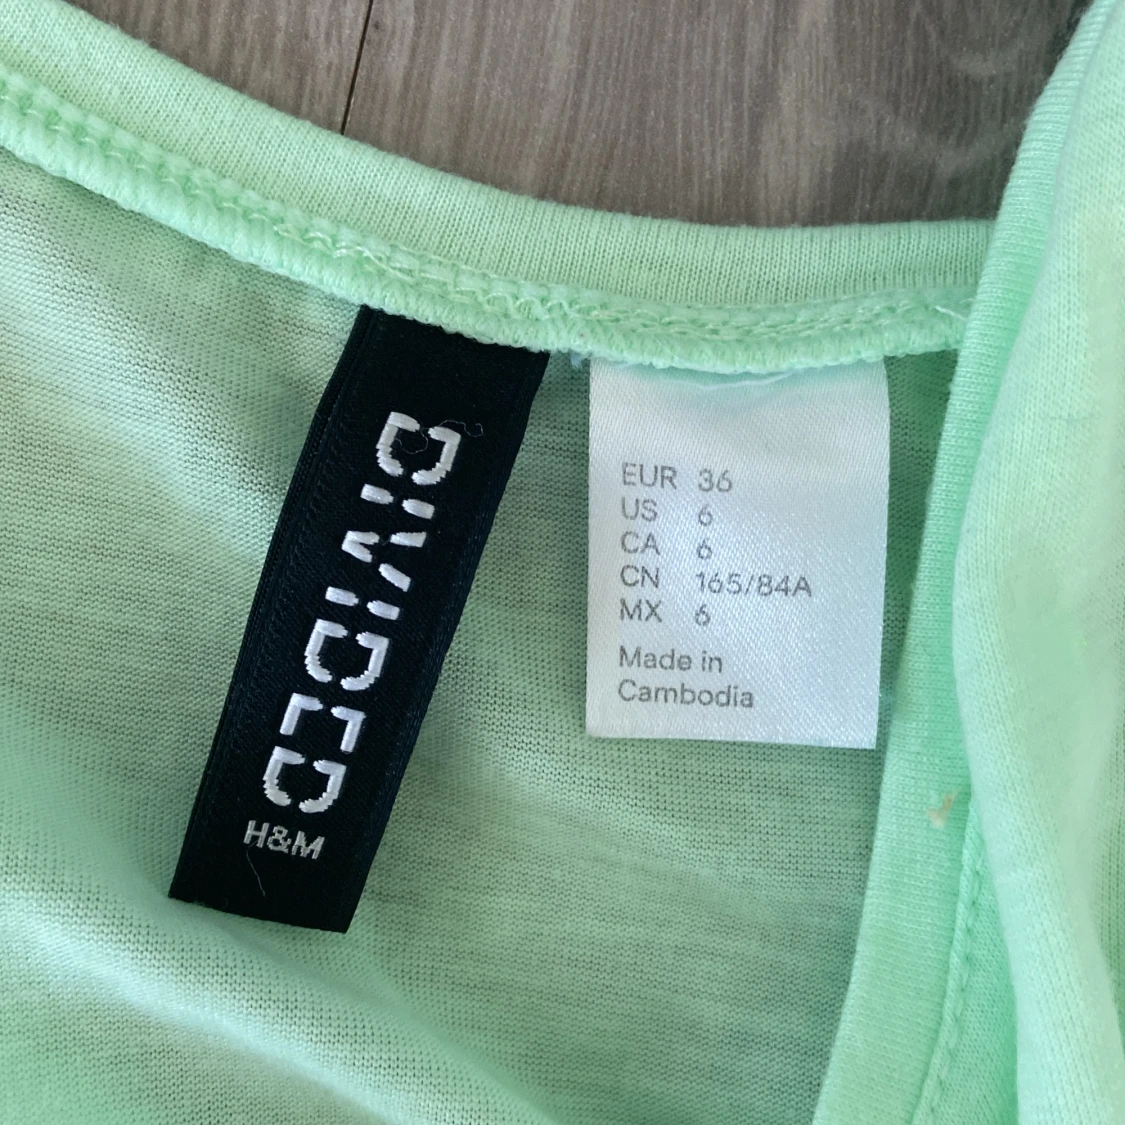 DIVIDED
H&M
EUR 36
US 6
CA 6
CN 165/84A
MX 6
Made in
Cambodia